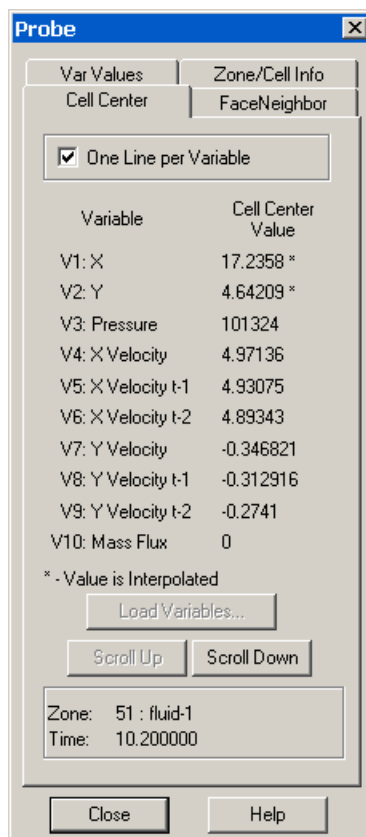 Probe
Var Values Zone/Cell Info
Cell Center FaceNeighbor
One Line per Variable
Variable Cell Center Value
V1: X 17.2358 *
V2: Y 4.64209 *
V3: Pressure 101324
V4: X Velocity 4.97136
V5: X Velocity t-1 4.93075
V6: X Velocity t-2 4.89343
V7: Y Velocity -0.346821
V8: Y Velocity t-1 -0.312916
V9: Y Velocity t-2 -0.2741
V10: Mass Flux 0
* - Value is Interpolated
Load Variables...
Scroll Up Scroll Down
Zone: 51 : fluid-1
Time: 10.200000
Close Help